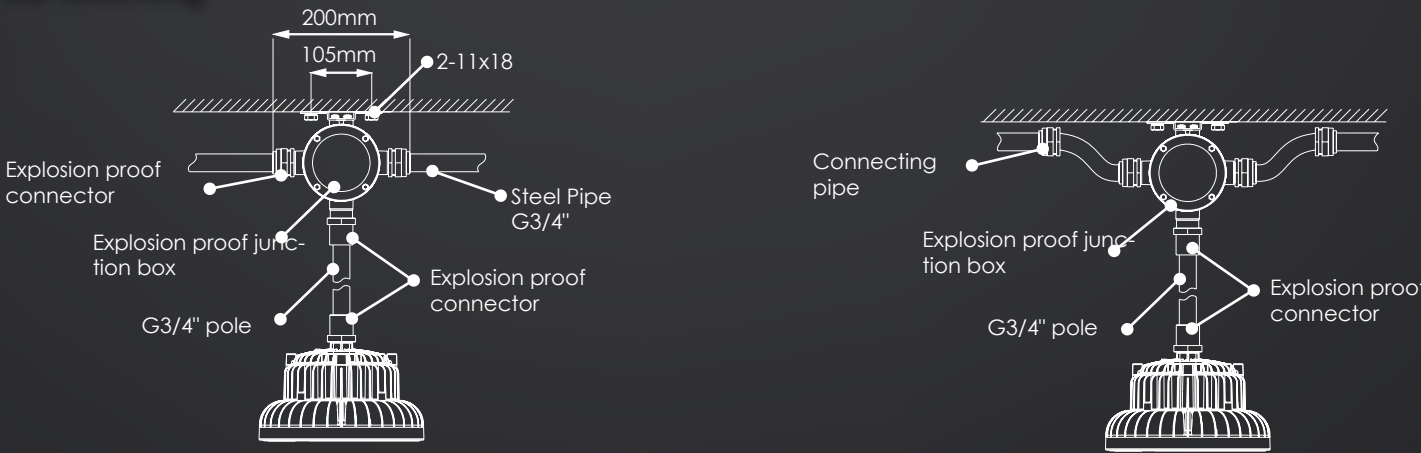 200mm
105mm
2-11x18
Explosion proof
connector
Steel Pipe
G3/4"
Explosion proof junc-
tion box
Explosion proof
connector
G3/4" pole
Connecting
pipe
Explosion proof junc-
tion box
Explosion proof
connector
G3/4" pole